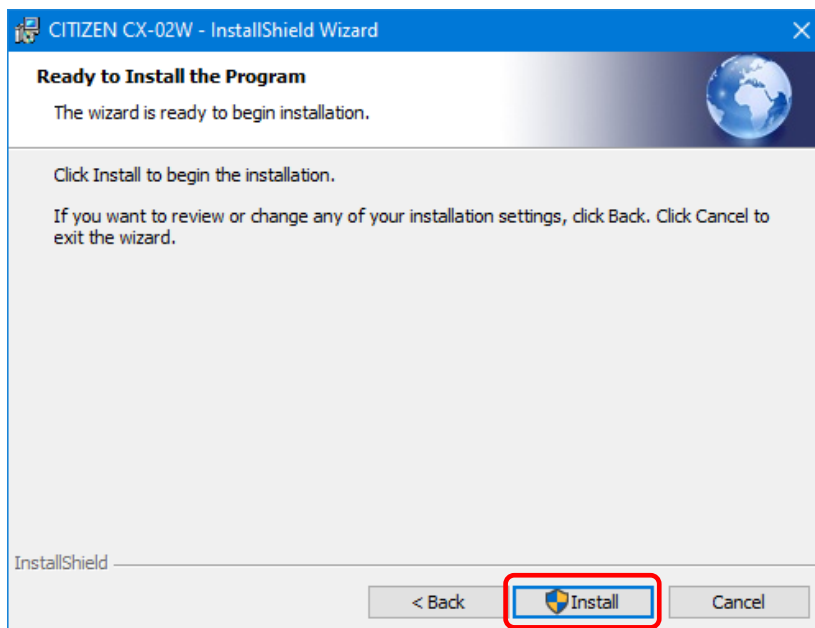 CITIZEN CX-02W - InstallShield Wizard
Ready to Install the Program
The wizard is ready to begin installation.
Click Install to begin the installation.
If you want to review or change any of your installation settings, click Back. Click Cancel to
exit the wizard.
InstallShield
< Back
Install
Cancel